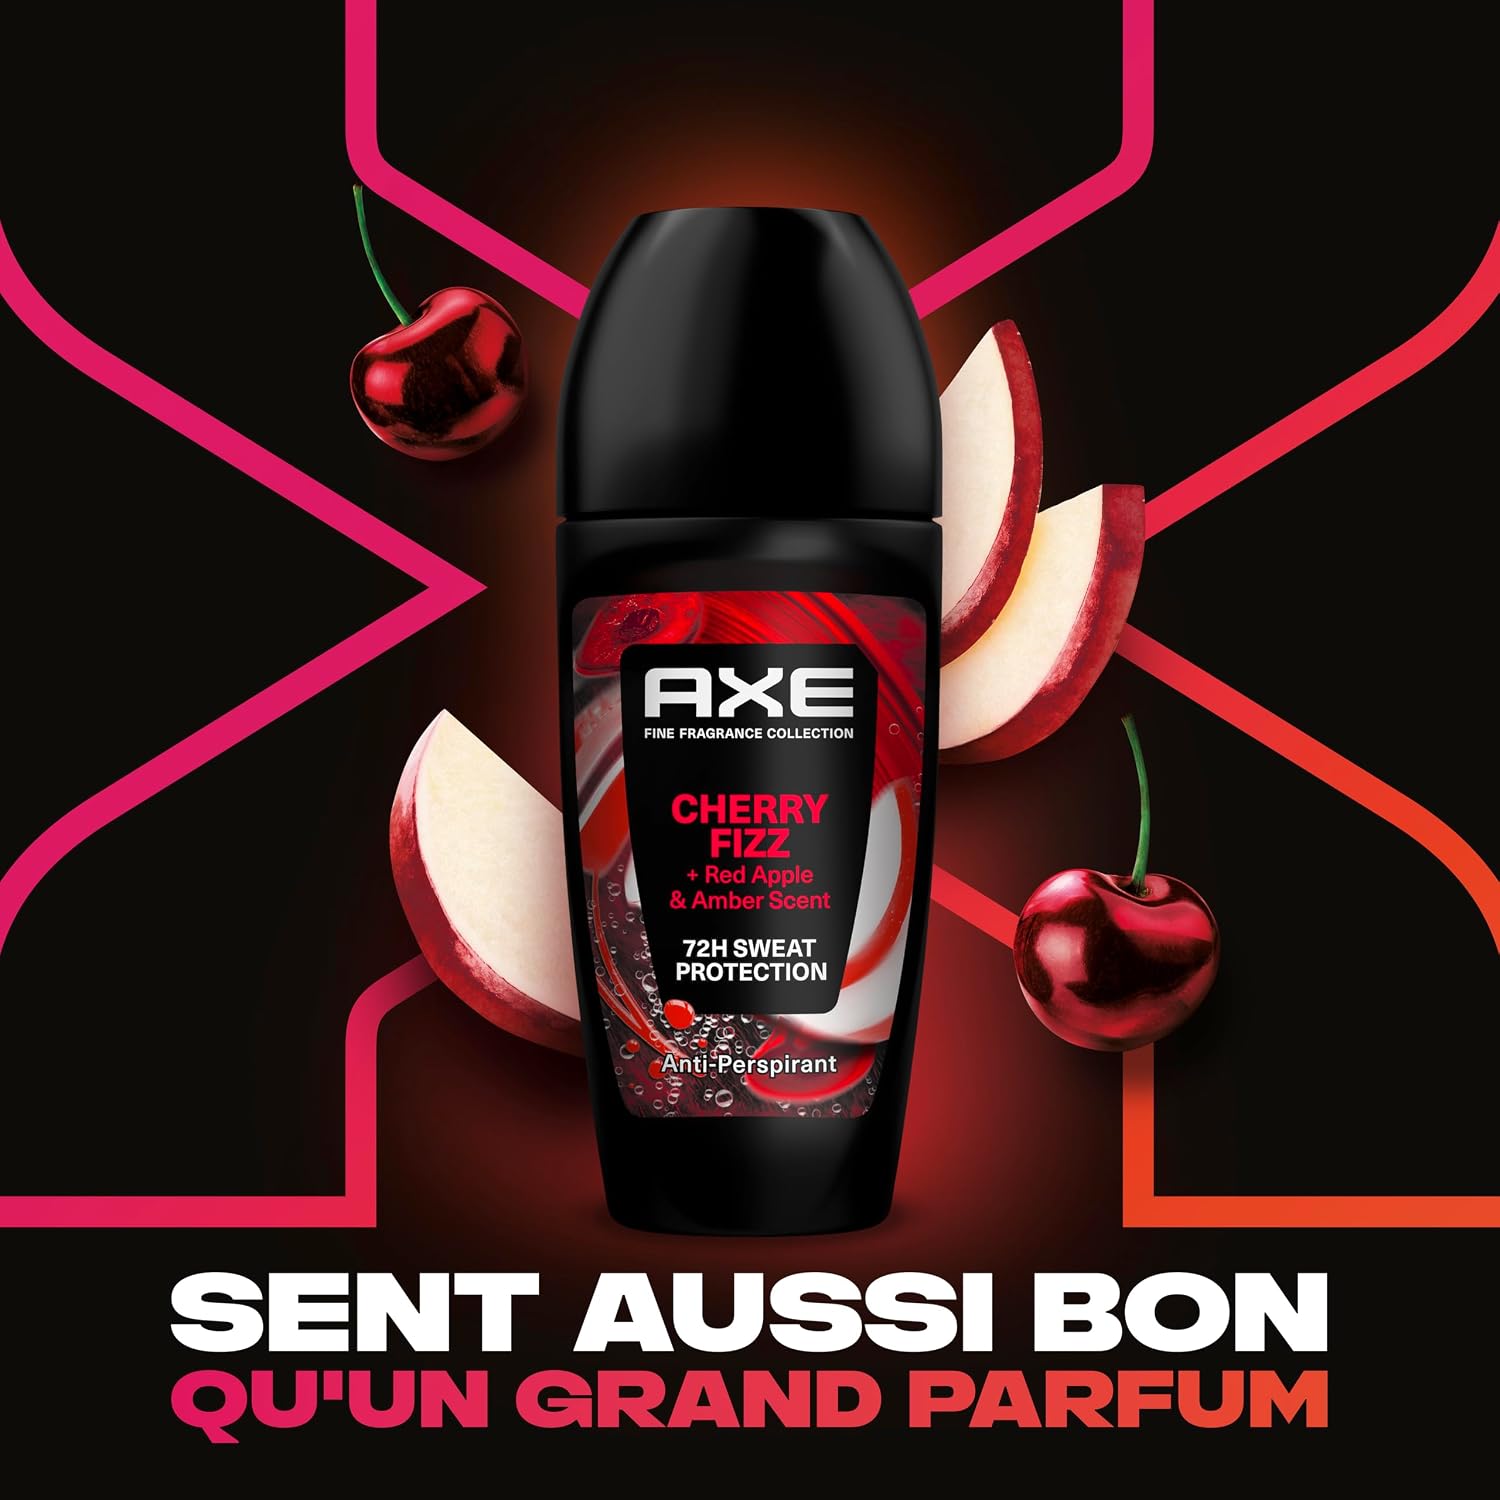 AXE
FINE FRAGRANCE COLLECTION
CHERRY
FIZZ
+ Red Apple
& Amber Scent
72H SWEAT
PROTECTION
Anti-Perspirant
SENT AUSSI BON
QU'UN GRAND PARFUM